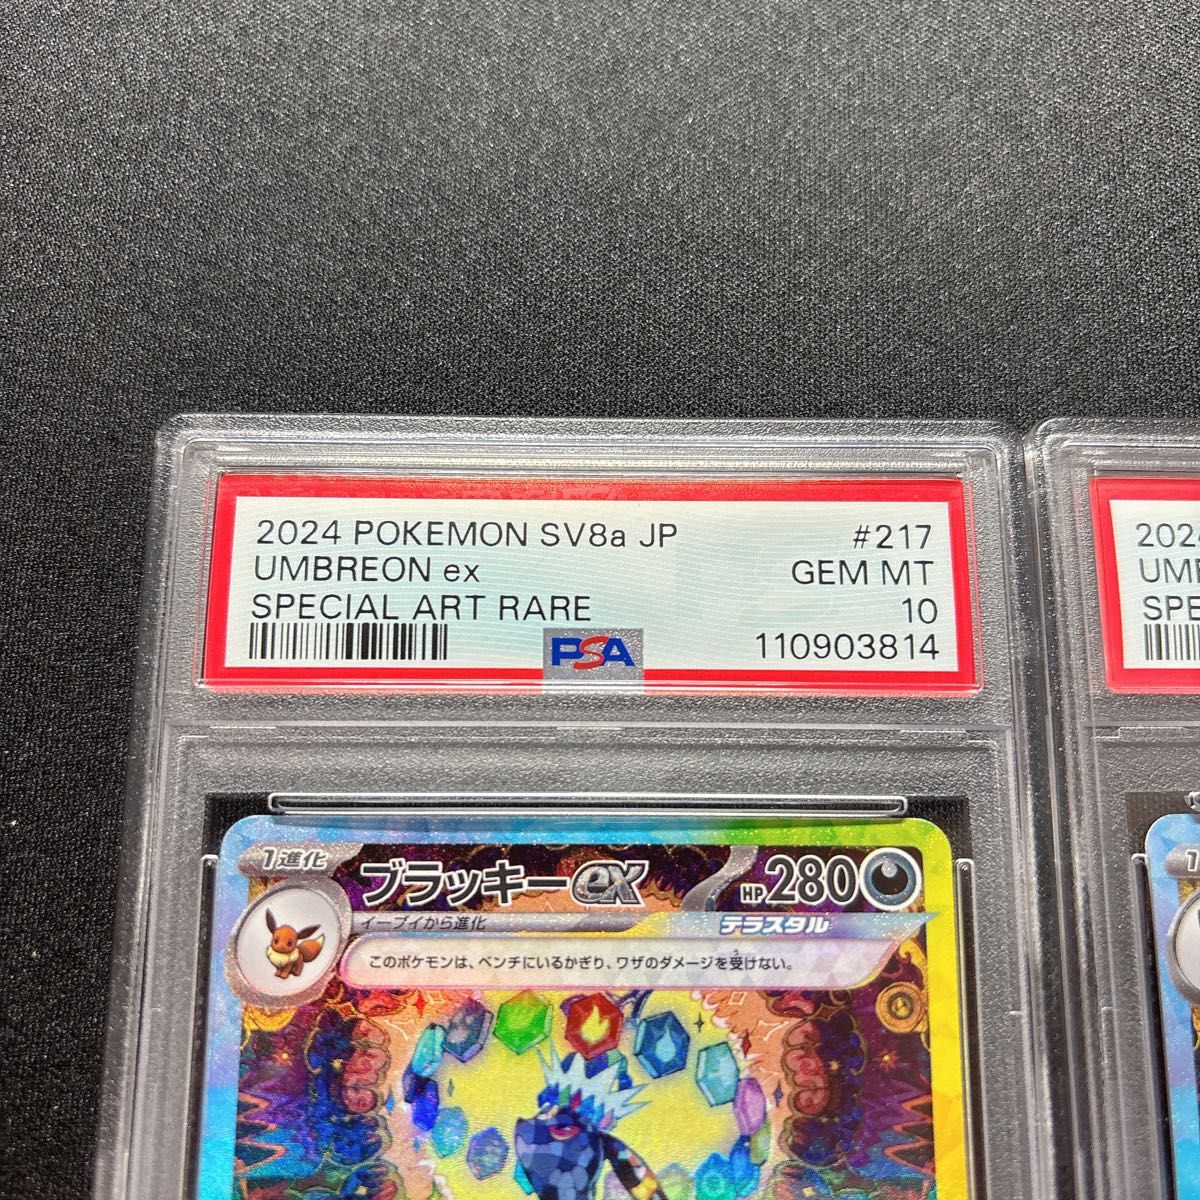 2024 POKEMON SV8a JP #217
UMBREON ex GEM MT
SPECIAL ART RARE 10
PSA 110903814
1進化 ブラッキーex HP280
イーブイから進化 テラスタル
このポケモンは、ベンチにいるかぎり、ワザのダメージを受けない。
202
UM
SPE